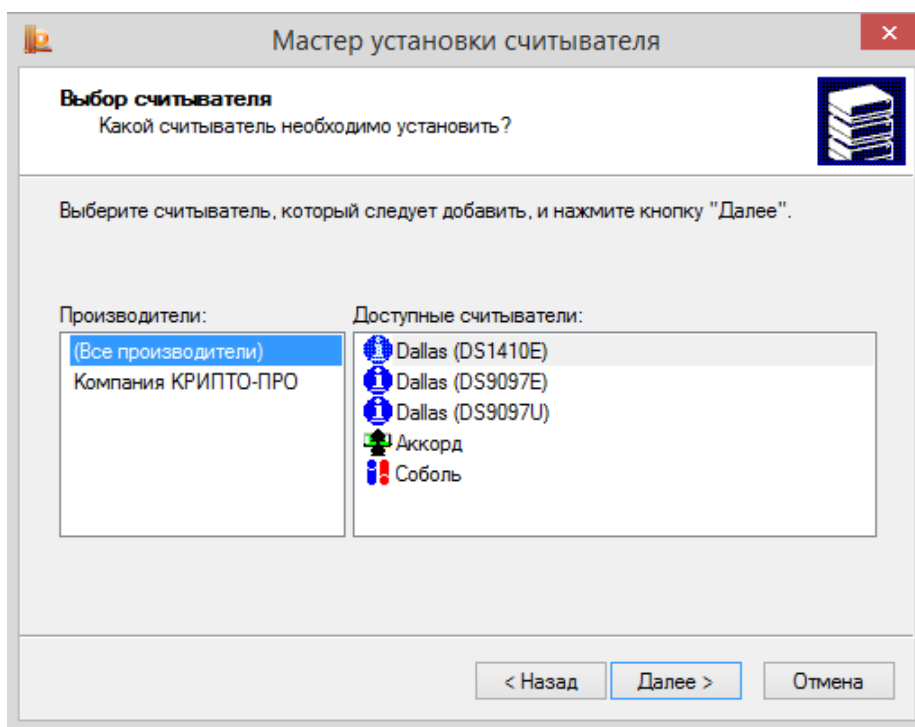 Мастер установки считывателя
Выбор считывателя
Какой считыватель необходимо установить?
Выберите считыватель, который следует добавить, и нажмите кнопку "Далее".
Производители:
(Все производители)
Компания КРИПТО-ПРО
Доступные считыватели:
Dallas (DS1410E)
Dallas (DS9097E)
Dallas (DS9097U)
Аккорд
Соболь
< Назад
Далее >
Отмена